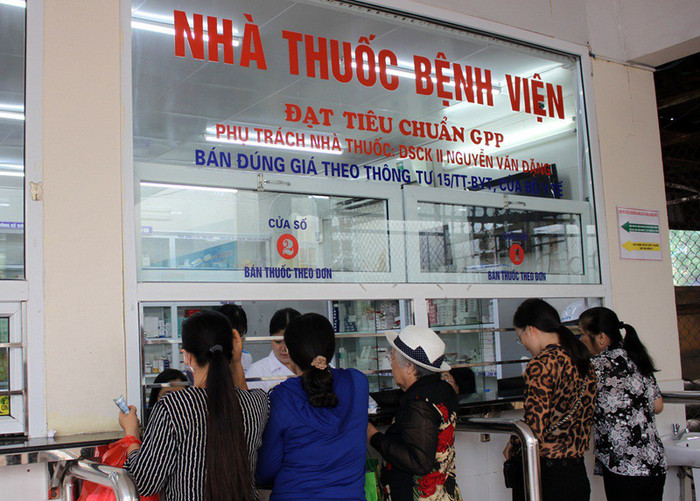 NHÀ THUỐC BỆNH VIỆN
ĐẠT TIÊU CHUẨN GPP
PHỤ TRÁCH NHÀ THUỐC: DSCK II NGUYỄN VĂN ĐẶNG
BÁN ĐÚNG GIÁ THEO THÔNG TƯ 15/TT-BYT, CỦA BỘ Y TẾ
CỬA SỐ
2
BÁN THUỐC THEO ĐƠN
1
BÁN THUỐC THEO ĐƠN